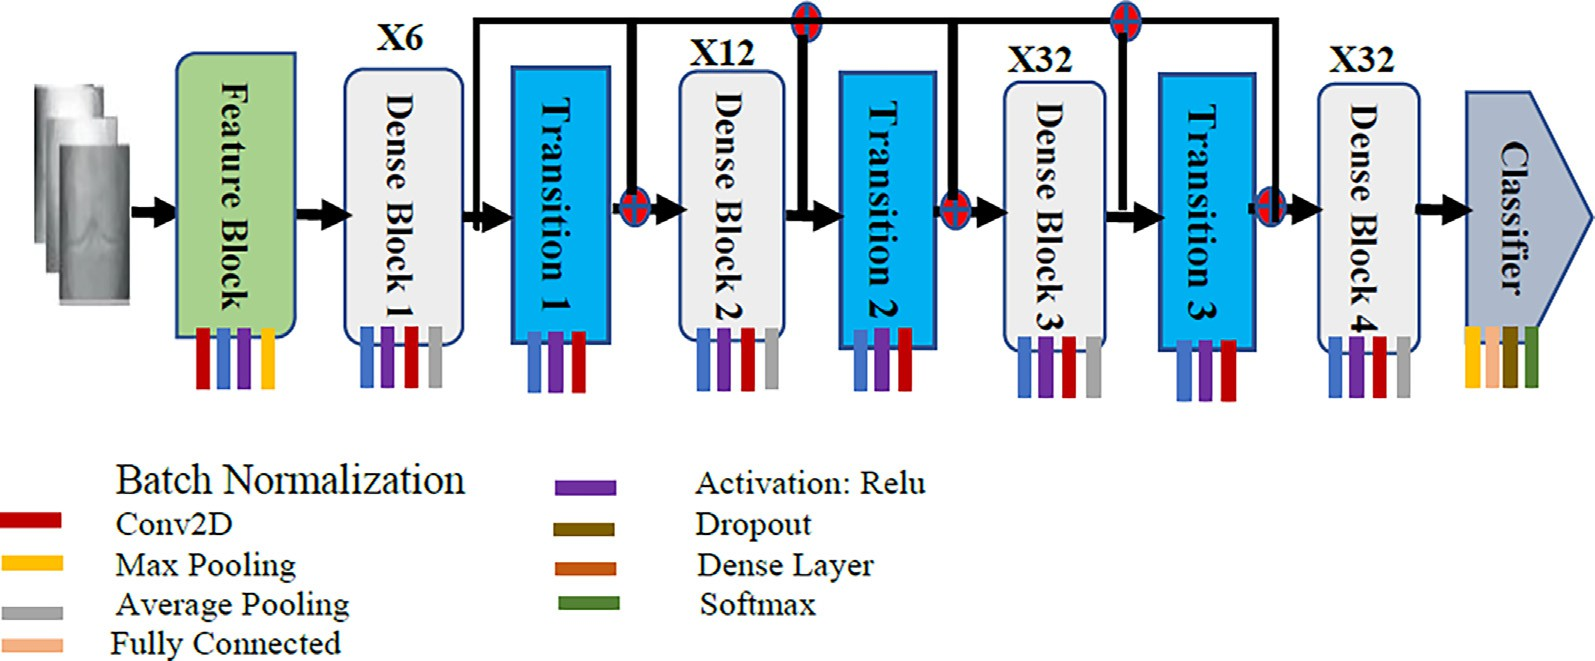 X6
X12
X32
X32
Feature Block
Dense Block 1
Transition 1
Dense Block 2
Transition 2
Dense Block 3
Transition 3
Dense Block 4
Classifier
Batch Normalization
Conv2D
Max Pooling
Average Pooling
Fully Connected
Activation: Relu
Dropout
Dense Layer
Softmax